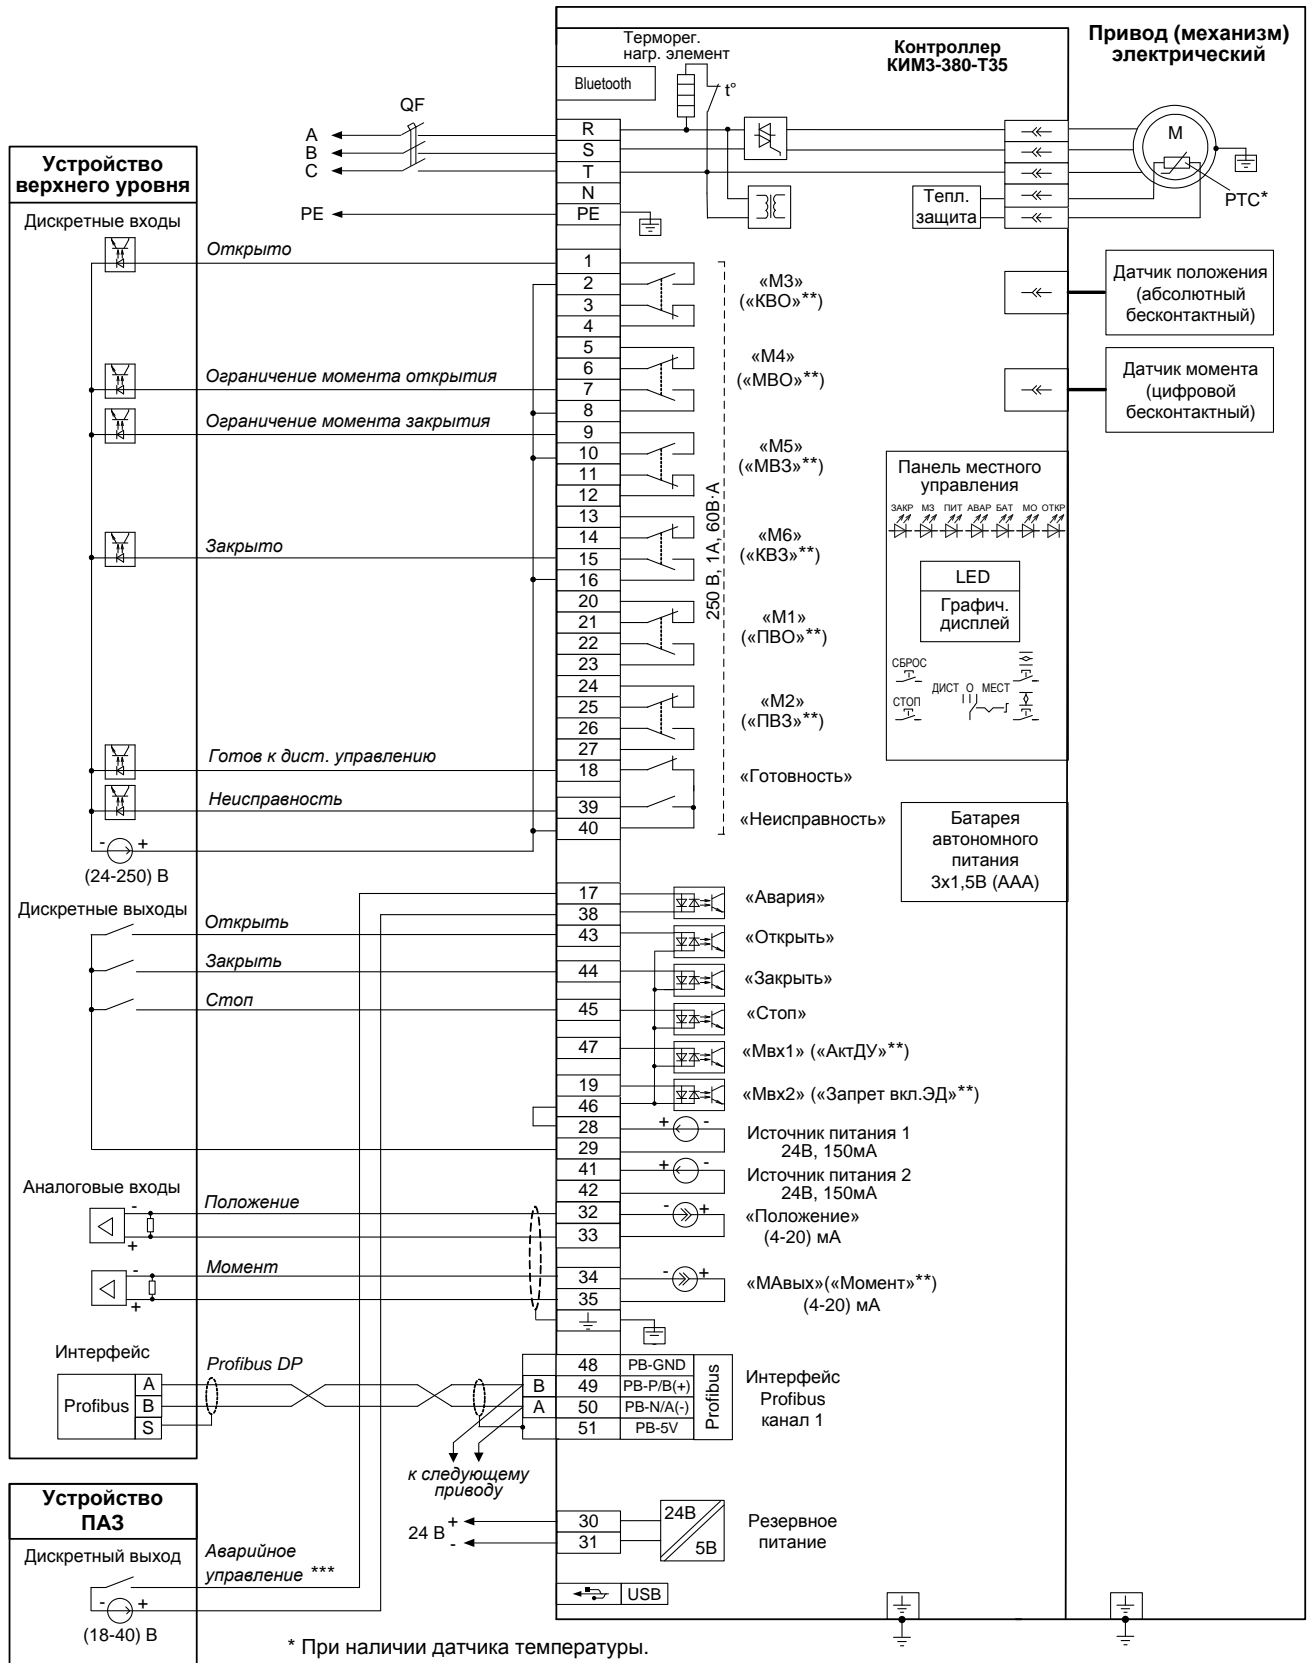 Привод (механизм)
электрический
Контроллер
КИМ3-380-Т35
Терморег.
нагр. элемент
t°
Bluetooth
QF
A
B
C
PE
R
S
T
N
PE
M
Тепл.
защита
РТС*
Устройство
верхнего уровня
Дискретные входы
Открыто
Ограничение момента открытия
Ограничение момента закрытия
Закрыто
Готов к дист. управлению
Неисправность
- +
(24-250) В
1
2
3
4
5
6
7
8
9
10
11
12
13
14
15
16
20
21
22
23
24
25
26
27
18
39
40
«М3»
(«КВО»**)
«М4»
(«МВО»**)
«М5»
(«МВЗ»**)
«М6»
(«КВЗ»**)
«М1»
(«ПВО»**)
«М2»
(«ПВЗ»**)
«Готовность»
«Неисправность»
250 В, 1А, 60В·А
Датчик положения
(абсолютный
бесконтактный)
Датчик момента
(цифровой
бесконтактный)
Панель местного
управления
ЗАКР МЗ ПИТ АВАР БАТ МО ОТКР
LED
Графич.
дисплей
СБРОС
СТОП
ДИСТ О МЕСТ
Батарея
автономного
питания
3х1,5В (ААА)
Дискретные выходы
Открыть
Закрыть
Стоп
17
38
43
44
45
47
19
46
28
29
41
42
32
33
34
35
«Авария»
«Открыть»
«Закрыть»
«Стоп»
«Мвх1» («АктДУ»**)
«Мвх2» («Запрет вкл.ЭД»**)
+ -
Источник питания 1
24В, 150мА
+ -
Источник питания 2
24В, 150мА
- +
«Положение»
(4-20) мА
- +
«МАвых»(«Момент»**)
(4-20) мА
Аналоговые входы
-
+
Положение
-
+
Момент
Интерфейс
Profibus
A
B
S
Profibus DP
B
A
48 PB-GND
49 PB-P/B(+)
50 PB-N/A(-)
51 PB-5V
Profibus
Интерфейс
Profibus
канал 1
к следующему
приводу
24 В
+
-
30
31
24В
5В
Резервное
питание
USB
Устройство
ПАЗ
Дискретный выход
- +
(18-40) В
Аварийное
управление ***
* При наличии датчика температуры.